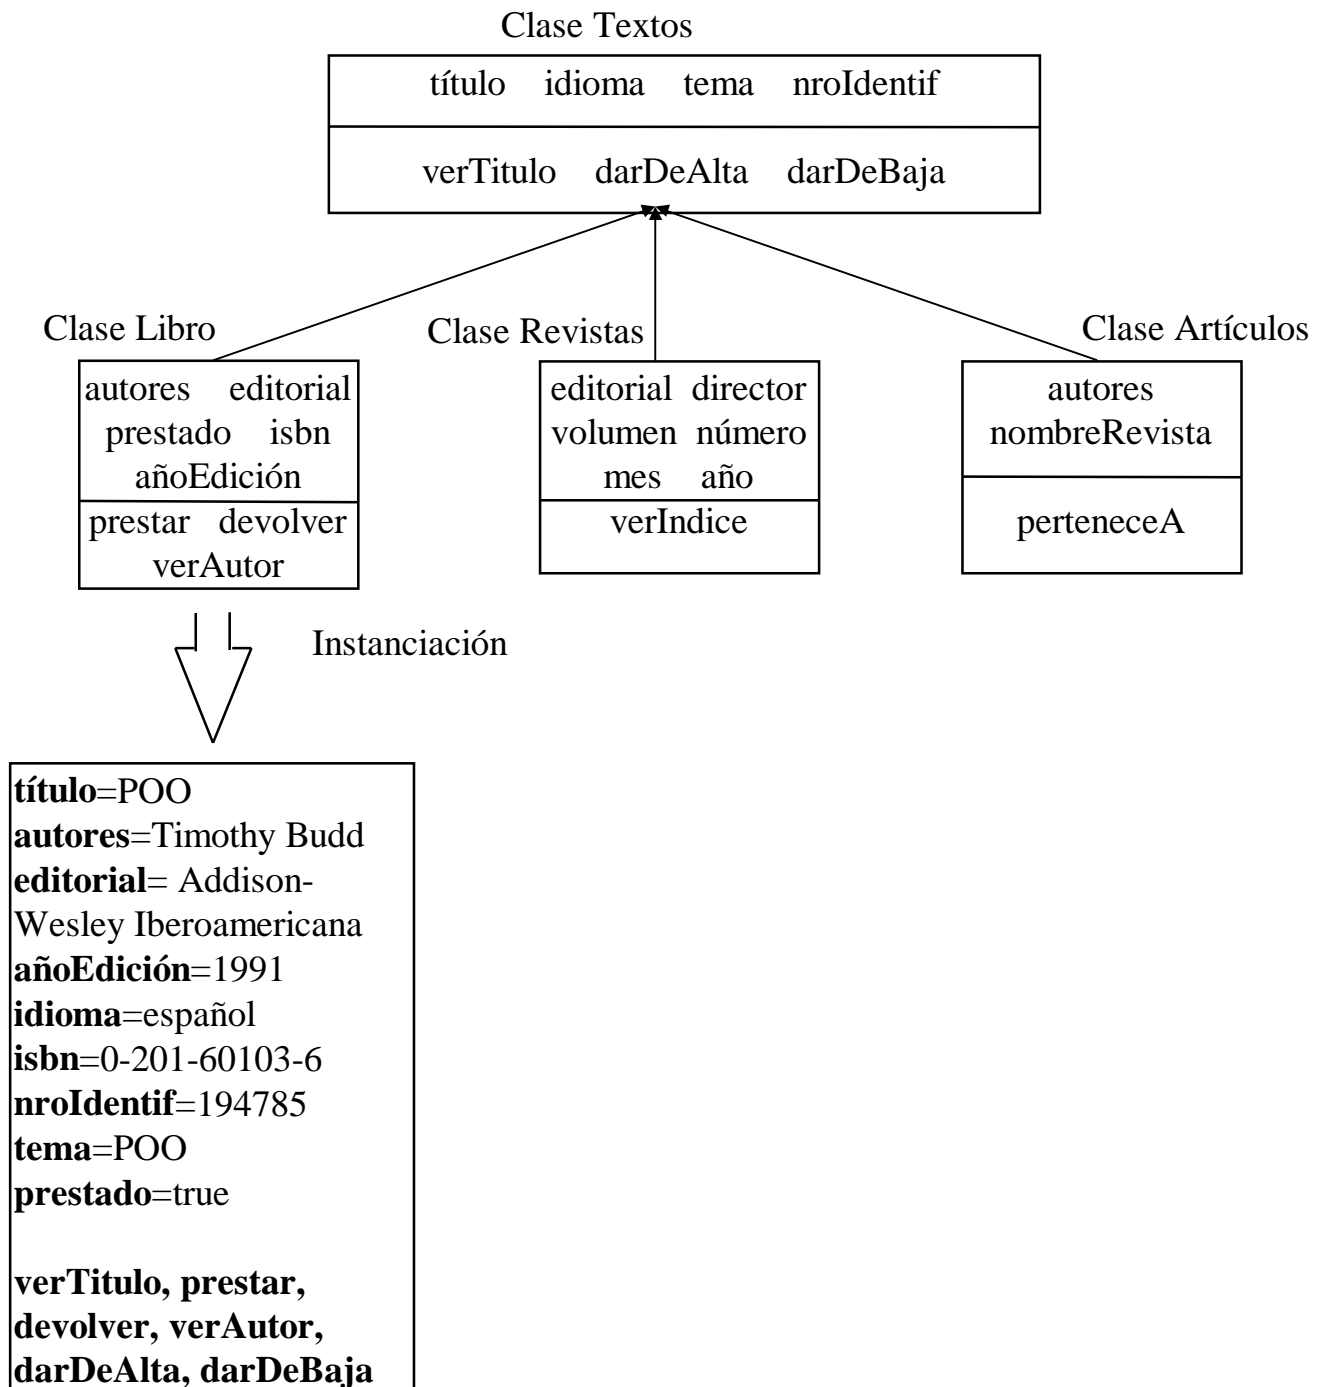 Clase Textos
título idioma tema nroIdentif
verTitulo darDeAlta darDeBaja
Clase Libro
autores editorial
prestado isbn
añoEdición
prestar devolver
verAutor
Clase Revistas
editorial director
volumen número
mes año
verIndice
Clase Artículos
autores
nombreRevista
perteneceA
Instanciación
título=POO
autores=Timothy Budd
editorial= Addison-
Wesley Iberoamericana
añoEdición=1991
idioma=español
isbn=0-201-60103-6
nroIdentif=194785
tema=POO
prestado=true
verTitulo, prestar,
devolver, verAutor,
darDeAlta, darDeBaja